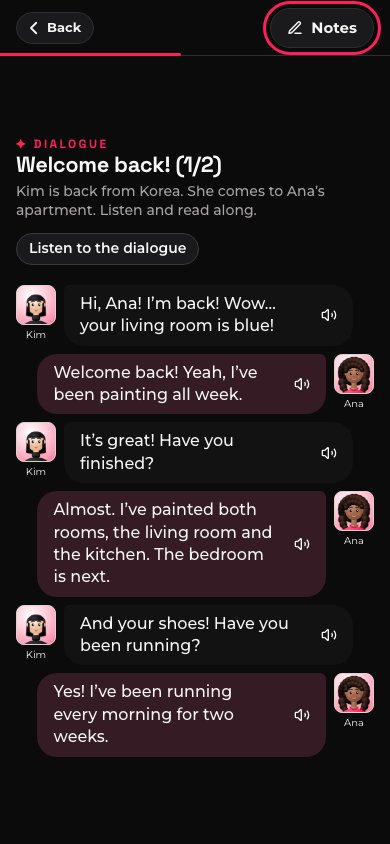 Back
Notes
DIALOGUE
Welcome back! (1/2)
Kim is back from Korea. She comes to Ana’s
apartment. Listen and read along.
Listen to the dialogue
Hi, Ana! I’m back! Wow...
your living room is blue!
Kim
Welcome back! Yeah, I’ve
been painting all week.
Ana
It’s great! Have you
finished?
Kim
Almost. I’ve painted both
rooms, the living room and
the kitchen. The bedroom
is next.
Ana
And your shoes! Have you
been running?
Kim
Yes! I’ve been running
every morning for two
weeks.
Ana